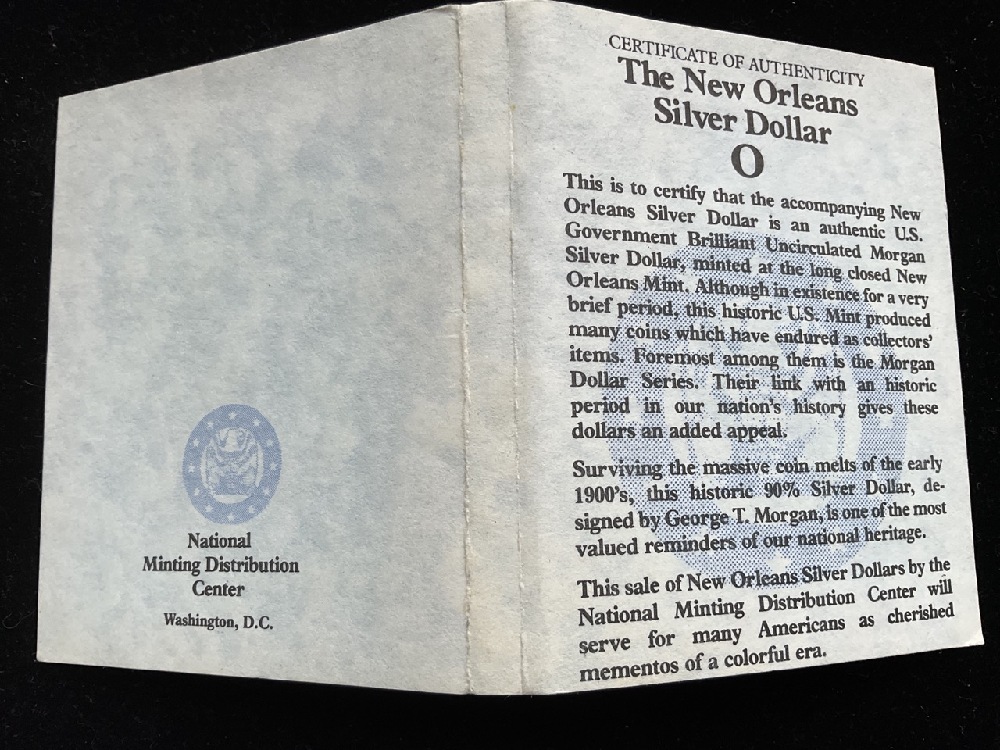 National
Minting Distribution
Center
Washington, D.C.
CERTIFICATE OF AUTHENTICITY
The New Orleans
Silver Dollar
O
This is to certify that the accompanying New
Orleans Silver Dollar is an authentic U.S.
Government Brilliant Uncirculated Morgan
Silver Dollar, minted at the long closed New
Orleans Mint. Although in existence for a very
brief period, this historic U.S. Mint produced
many coins which have endured as collectors'
items. Foremost among them is the Morgan
Dollar Series. Their link with an historic
period in our nation's history gives these
dollars an added appeal.
Surviving the massive coin melts of the early
1900's, this historic 90% Silver Dollar, de-
signed by George T. Morgan, is one of the most
valued reminders of our national heritage.
This sale of New Orleans Silver Dollars by the
National Minting Distribution Center will
serve for many Americans as cherished
mementos of a colorful era.